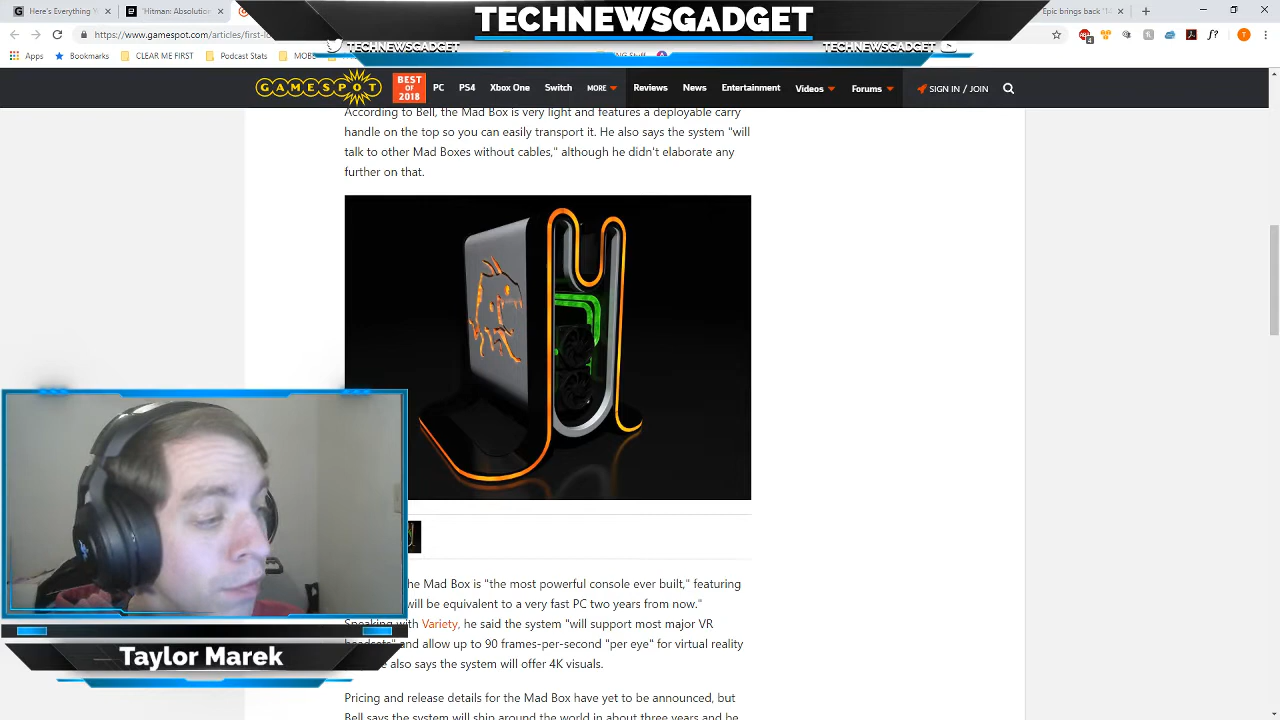 TECHNEWSGADGET
Here's Everything Y
"Hitman: Absolution
Epic brings back "1
https://www.gamespot.com/articles/first-lo
TECHNEWSGADGET
TECHNEWSGADGET
Apps
Bookmarks
CLEAR ME FIRST
Podcast Stats
GAMESPOT
BEST OF 2018
PC
PS4
Xbox One
Switch
MORE
Reviews
News
Entertainment
Videos
Forums
SIGN IN / JOIN
According to Bell, the Mad Box is very light and features a deployable carry
handle on the top so you can easily transport it. He also says the system "will
talk to other Mad Boxes without cables," although he didn't elaborate any
further on that.
he Mad Box is "the most powerful console ever built," featuring
will be equivalent to a very fast PC two years from now."
Speaking with Variety, he said the system "will support most major VR
headsets" and allow up to 90 frames-per-second "per eye" for virtual reality
also says the system will offer 4K visuals.
Pricing and release details for the Mad Box have yet to be announced, but
Bell says the system will ship around the world in about three years and be
Taylor Marek